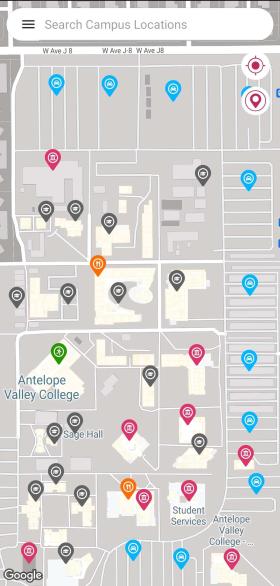 Search Campus Locations
W Ave J 8
W Ave J-8
W Ave J8
Antelope
Valley College
Sage Hall
Student
Services
Antelope
Valley
College - ...
Google